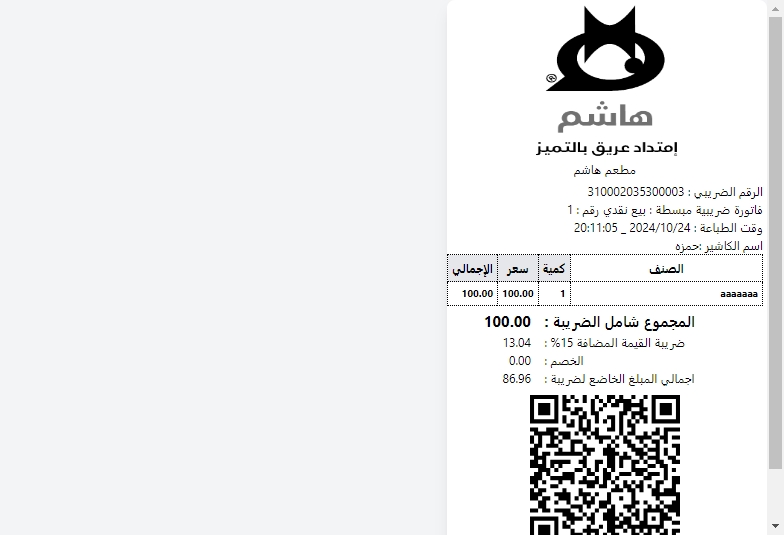 ®
هاشم
إمتداد عريق بالتميز
مطعم هاشم
الرقم الضريبي : 310002035300003
فاتورة ضريبية مبسطة : بيع نقدي رقم : 1
وقت الطباعة : 2024/10/24 _ 20:11:05
اسم الكاشير :حمزه
الصنف كمية سعر الإجمالي
aaaaaaa 1 100.00 100.00
المجموع شامل الضريبة : 100.00
ضريبة القيمة المضافة 15% : 13.04
الخصم : 0.00
اجمالي المبلغ الخاضع لضريبة : 86.96